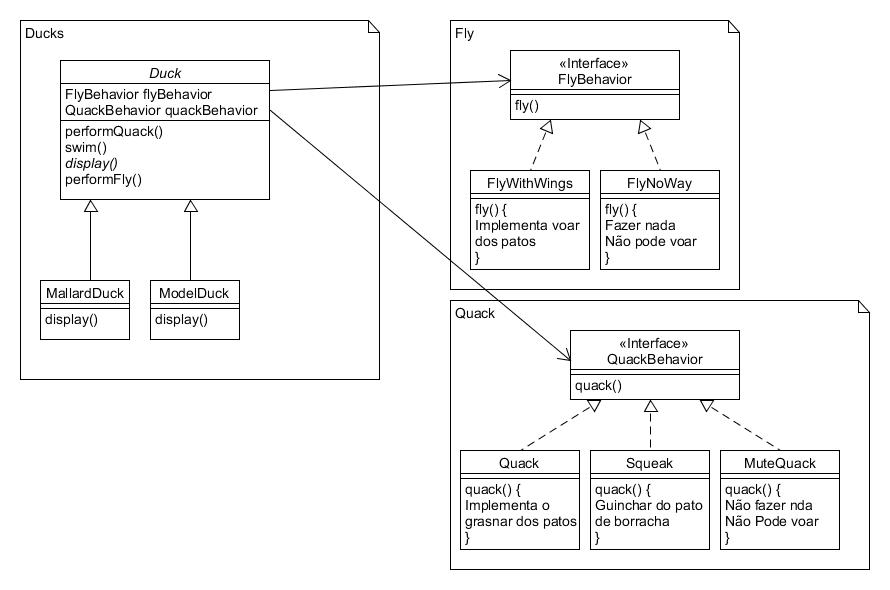 Ducks
Duck
FlyBehavior flyBehavior
QuackBehavior quackBehavior
performQuack()
swim()
display()
performFly()
MallardDuck
display()
ModelDuck
display()
Fly
«Interface»
FlyBehavior
fly()
FlyWithWings
fly() {
Implementa voar
dos patos
}
FlyNoWay
fly() {
Fazer nada
Não pode voar
}
Quack
«Interface»
QuackBehavior
quack()
Quack
quack() {
Implementa o
grasnar dos patos
}
Squeak
quack() {
Guinchar do pato
de borracha
}
MuteQuack
quack() {
Não fazer nda
Não Pode voar
}